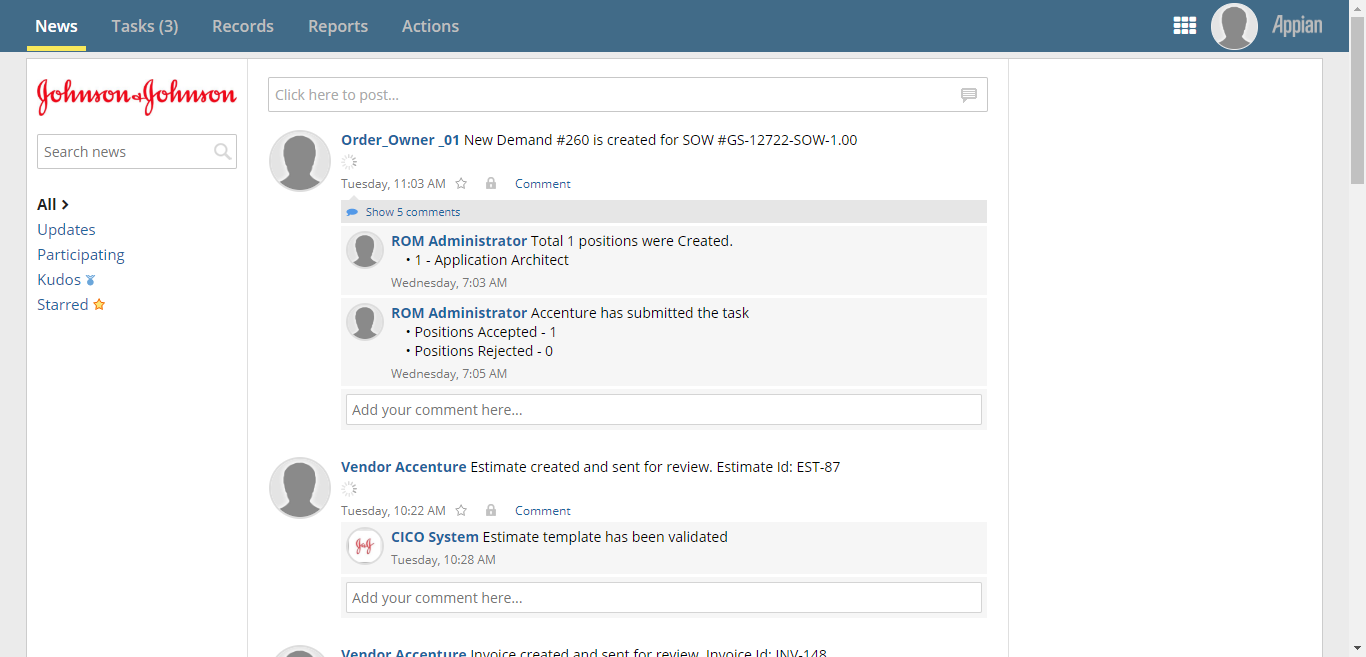 News Tasks (3) Records Reports Actions Appian
Johnson & Johnson
Search news
All
Updates
Participating
Kudos
Starred
Click here to post...
Order_Owner _01 New Demand #260 is created for SOW #GS-12722-SOW-1.00
Tuesday, 11:03 AM Comment
Show 5 comments
ROM Administrator Total 1 positions were Created.
• 1 - Application Architect
Wednesday, 7:03 AM
ROM Administrator Accenture has submitted the task
• Positions Accepted - 1
• Positions Rejected - 0
Wednesday, 7:05 AM
Add your comment here...
Vendor Accenture Estimate created and sent for review. Estimate Id: EST-87
Tuesday, 10:22 AM Comment
J&J
CICO System Estimate template has been validated
Tuesday, 10:28 AM
Add your comment here...
Vendor Accenture Invoice created and sent for review. Invoice Id: INV-148